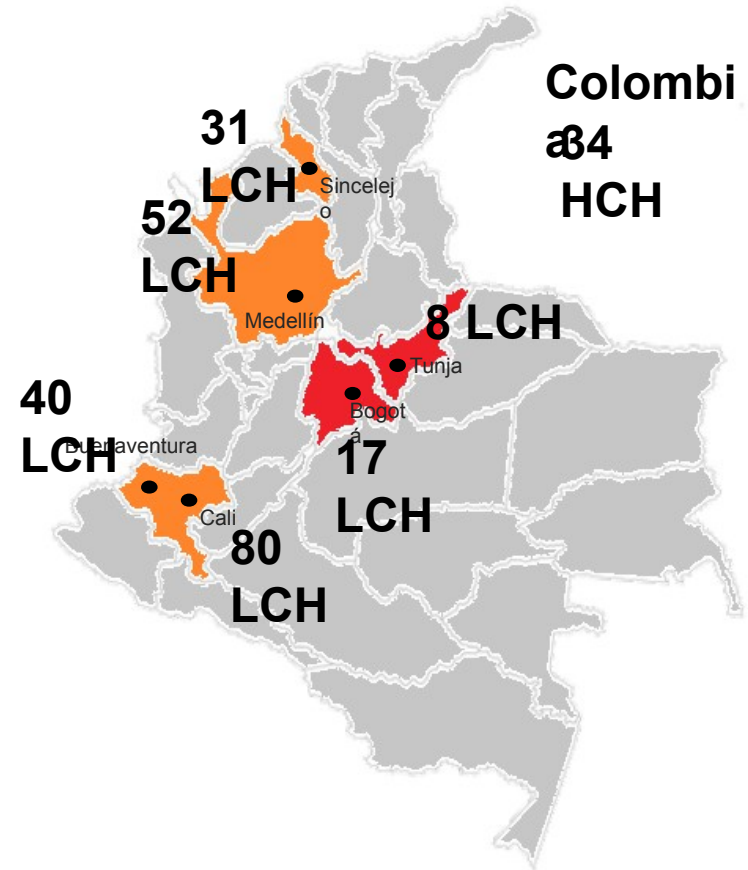 Colombi
a
84
HCH
31
LCH
Sincelej
o
52
LCH
Medellín
8 LCH
Tunja
Bogot
á
17
LCH
40
LCH
Buenaventura
Cali
80
LCH